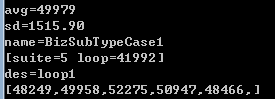 avg=49979
sd=1515.90
name=BizSubTypeCase1
[suite=5 loop=41992]
des=loop1
[48249,49958,52275,50947,48466,]